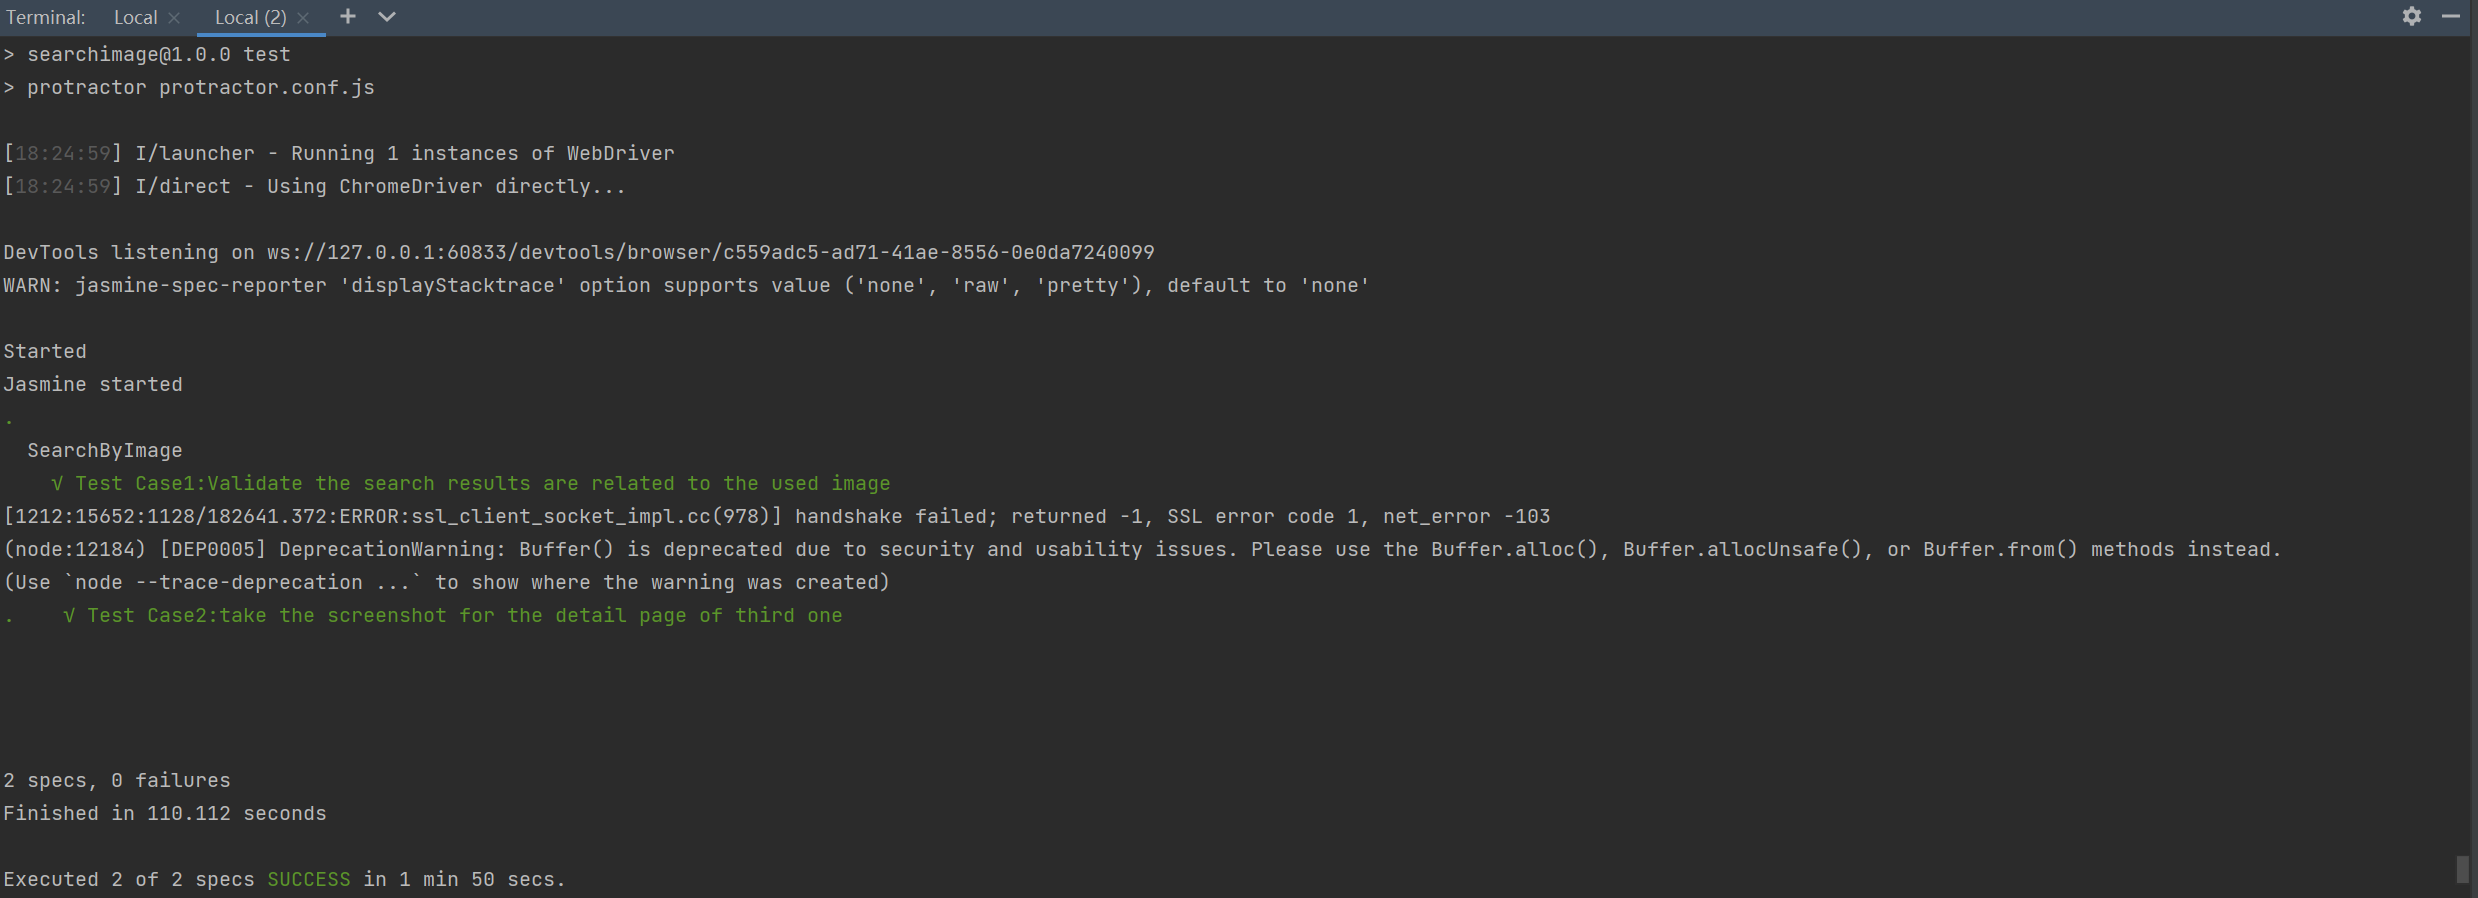 Terminal: Local Local (2)
> searchimage@1.0.0 test
> protractor protractor.conf.js
[18:24:59] I/launcher - Running 1 instances of WebDriver
[18:24:59] I/direct - Using ChromeDriver directly...
DevTools listening on ws://127.0.0.1:60833/devtools/browser/c559adc5-ad71-41ae-8556-0e0da7240099
WARN: jasmine-spec-reporter 'displayStacktrace' option supports value ('none', 'raw', 'pretty'), default to 'none'
Started
Jasmine started
.
SearchByImage
√ Test Case1:Validate the search results are related to the used image
[1212:15652:1128/182641.372:ERROR:ssl_client_socket_impl.cc(978)] handshake failed; returned -1, SSL error code 1, net_error -103
(node:12184) [DEP0005] DeprecationWarning: Buffer() is deprecated due to security and usability issues. Please use the Buffer.alloc(), Buffer.allocUnsafe(), or Buffer.from() methods instead.
(Use `node --trace-deprecation ...` to show where the warning was created)
. √ Test Case2:take the screenshot for the detail page of third one
2 specs, 0 failures
Finished in 110.112 seconds
Executed 2 of 2 specs SUCCESS in 1 min 50 secs.